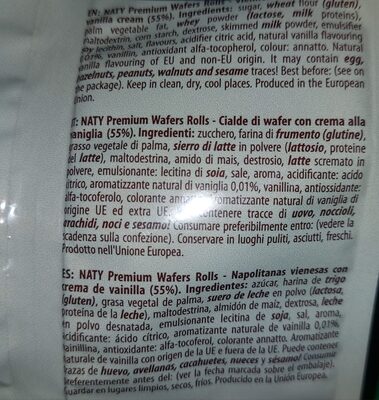 EN: NATY Premium Wafers Rolls - Ingredients: sugar, wheat flour (gluten),
vanilla cream (55%). whey powder (lactose, milk proteins),
palm vegetable fat, skimmed milk powder, emulsifier:
maltodextrin, corn starch, dextrose, natural vanilla flavouring
soy lecithin, salt, flavours, acidifier citric acid,
0,01%, vanillin, antioxidant alfa-tocopherol, colour: annatto. Natural
vanilla flavouring of EU and non-EU origin. It may contain egg,
hazelnuts, peanuts, walnuts and sesame traces! Best before: (see on
the package). Keep in clean, dry, cool places. Produced in the European
Union.
IT: NATY Premium Wafers Rolls - Cialde di wafer con crema alla
vaniglia (55%). Ingredienti: zucchero, farina di frumento (glutine),
grasso vegetale di palma, siero di latte in polvere (lattosio, proteine
del latte), maltodestrina, amido di mais, destrosio, latte scremato in
polvere, emulsionante: lecitina di soia, sale, aroma, acidificante: acido
citrico, aromatizzante naturale di vaniglia 0,01%, vanillina, antiossidante:
alfa-tocoferolo, colorante annatto. Aromatizzante naturale di vaniglia di
origine UE ed extra UE. contenere tracce di uovo, noccioli,
arachidi, noci e sesamo! Consumare preferibilmente entro: (vedere la
scadenza sulla confezione). Conservare in luoghi puliti, asciutti, freschi.
Prodotto nell'Unione Europea.
ES: NATY Premium Wafers Rolls - Napolitanas vienesas con
crema de vainilla (55%). Ingredientes: azúcar, harina de trigo
(gluten), grasa vegetal de palma, suero de leche en polvo (lactosa,
proteína de la leche), maltodextrina, almidón de maíz, dextrosa, leche
en polvo desnatada, emulsionante lecitina de soja, sal, aroma,
acidificante: ácido cítrico, aromatizante naturale de vainilla 0,01%,
vainillina, antioxidante: alfa-tocoferol, colorante annatto. Aromatizante
naturale de vainilla con origen de la UE e fuera de la UE. Puede contener
trazas de huevo, avellanas, cacahuetes, nueces y sésamo! Consumir
preferentemente antes del: (ver la fecha marcada sobre el embalaje).
Guardar en lugares limpios, secos, fríos. Producido en la Unión Europea.